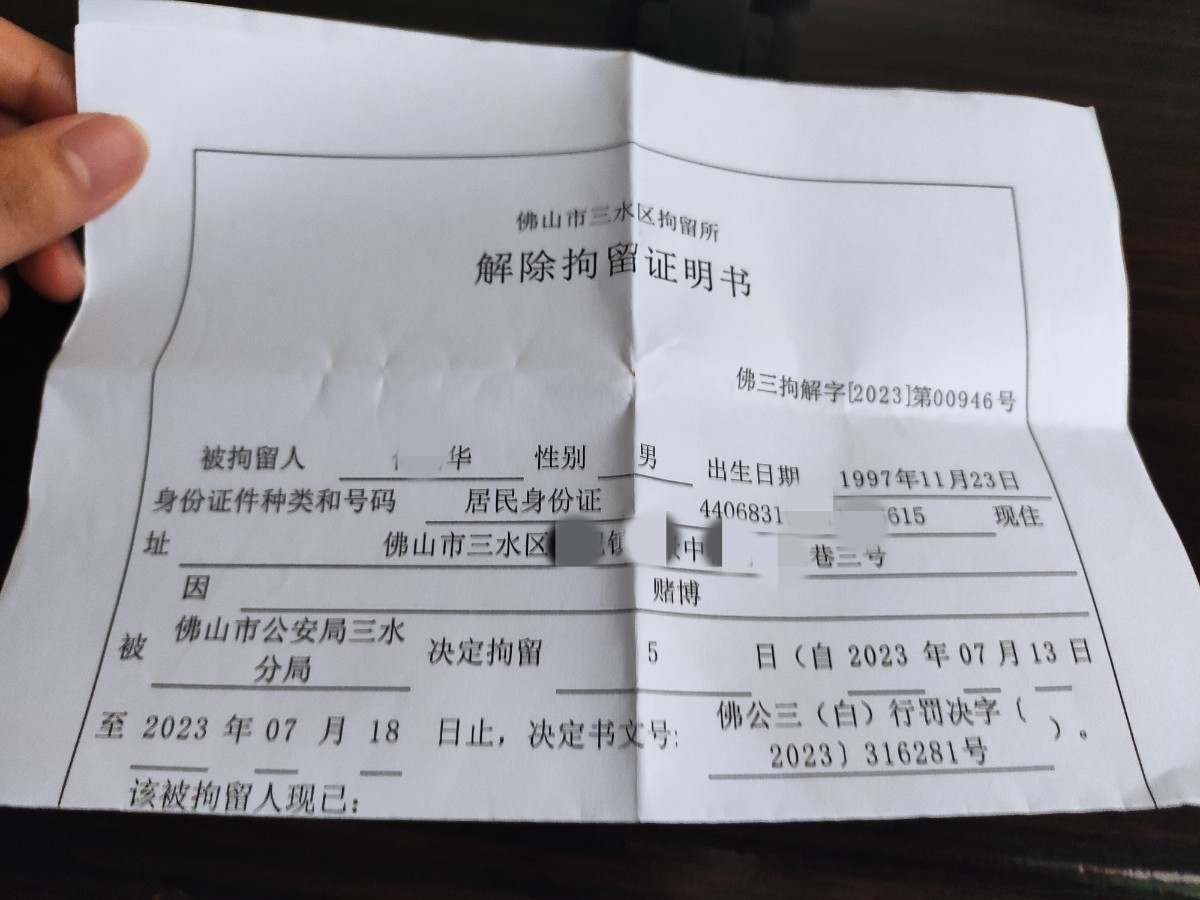 佛山市三水区拘留所
解除拘留证明书
佛三拘解字[2023]第00946号
被拘留人 华 性别 男 出生日期 1997年11月23日
身份证件种类和号码 居民身份证 4406831 615 现住
址 佛山市三水区 中 巷三号
因 赌博
被 佛山市公安局三水分局 决定拘留 5 日（自 2023 年 07 月 13 日
至 2023 年 07 月 18 日止，决定书文号: 佛公三（白）行罚决字（2023）316281号 ）。
该被拘留人现已：